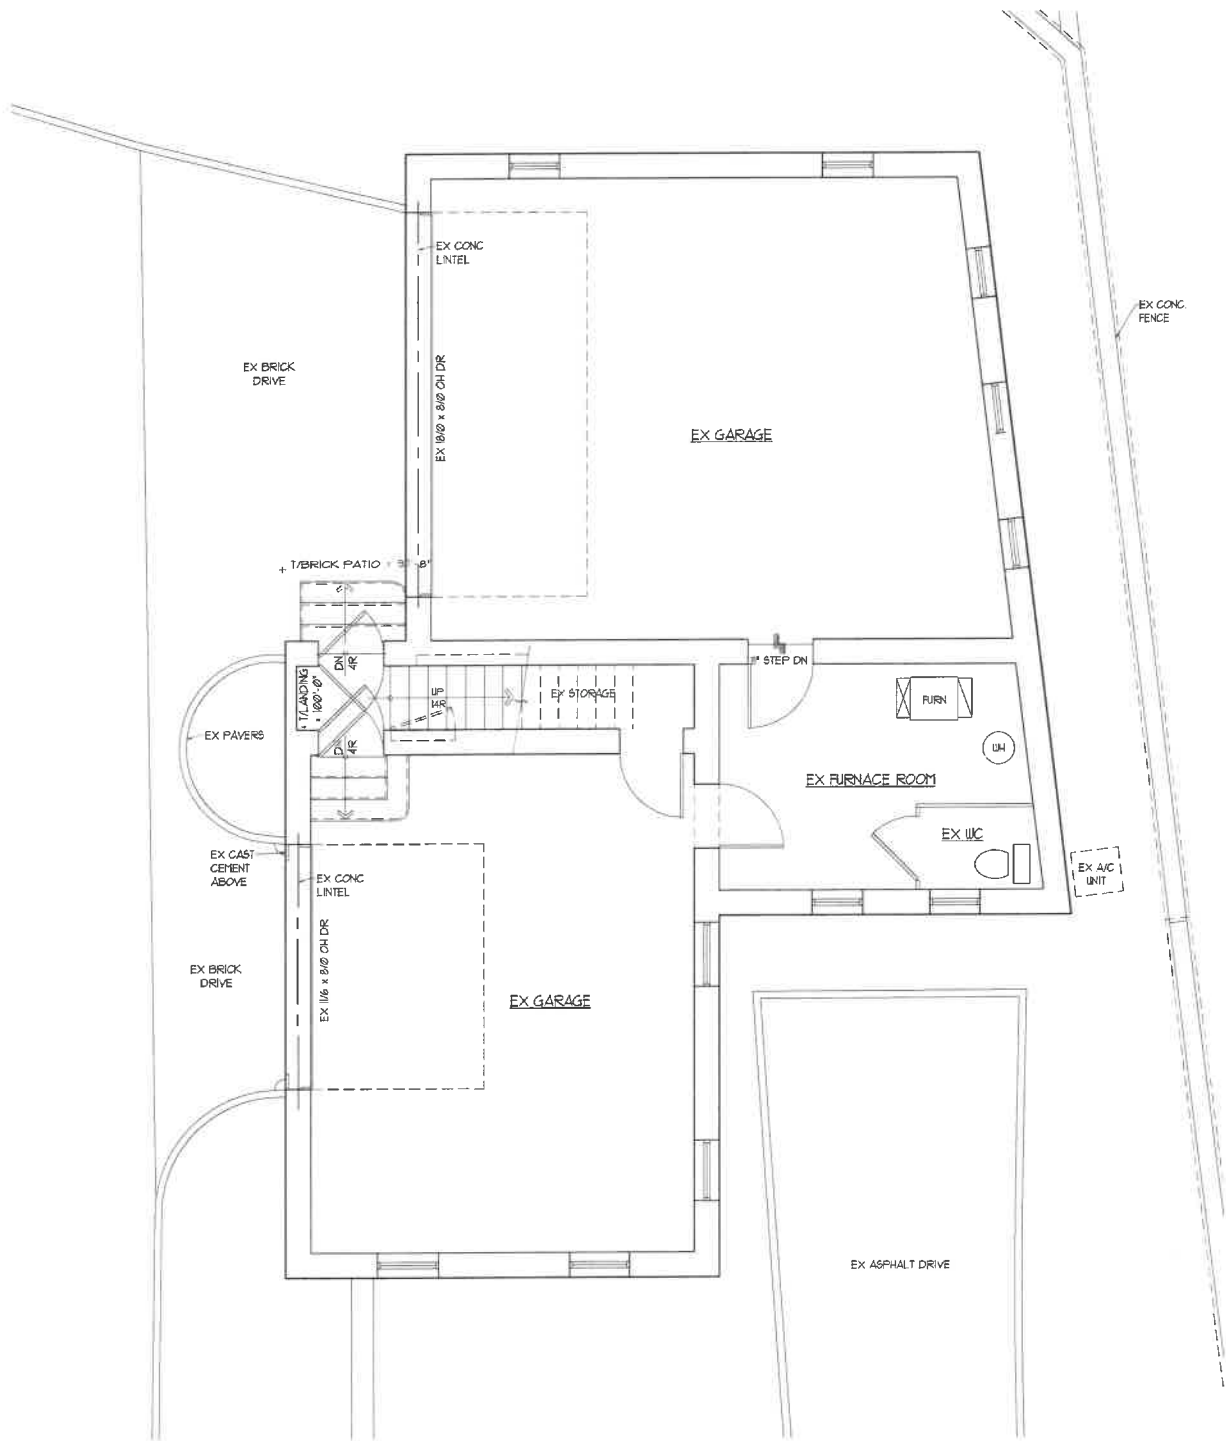 EX CONC
LINTEL
EX CONC.
FENCE
EX BRICK
DRIVE
EX 18/0 x 8/0 OH DR
EX GARAGE
+ T/BRICK PATIO
DN
4R
T/LANDING
100'-0"
UP
14R
EX STORAGE
STEP DN
FURN
WH
EX PAVERS
DN
4R
EX FURNACE ROOM
EX WC
EX CAST
CEMENT
ABOVE
EX CONC
LINTEL
EX A/C
UNIT
EX 11/6 x 8/0 OH DR
EX BRICK
DRIVE
EX GARAGE
EX ASPHALT DRIVE